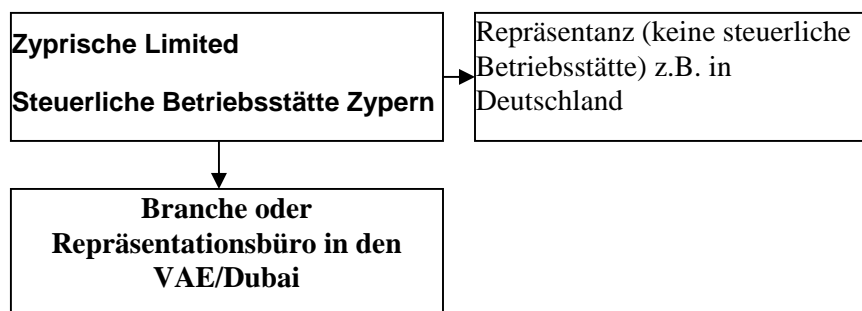 Zyprische Limited
Steuerliche Betriebsstätte Zypern
Repräsentanz (keine steuerliche
Betriebsstätte) z.B. in
Deutschland
Branche oder
Repräsentationsbüro in den
VAE/Dubai